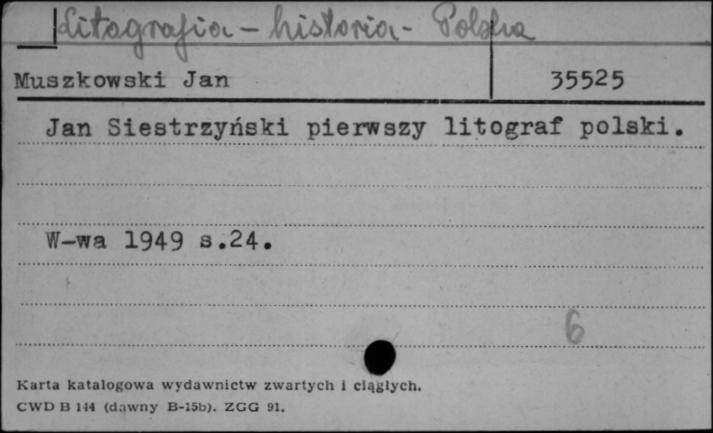 Litografia - historia - Polska
Muszkowski Jan 35525
Jan Siestrzyński pierwszy litograf polski.
W-wa 1949 s.24.
6
Karta katalogowa wydawnictw zwartych i ciągłych.
CWD B 144 (dawny B-15b). ZGG 91.